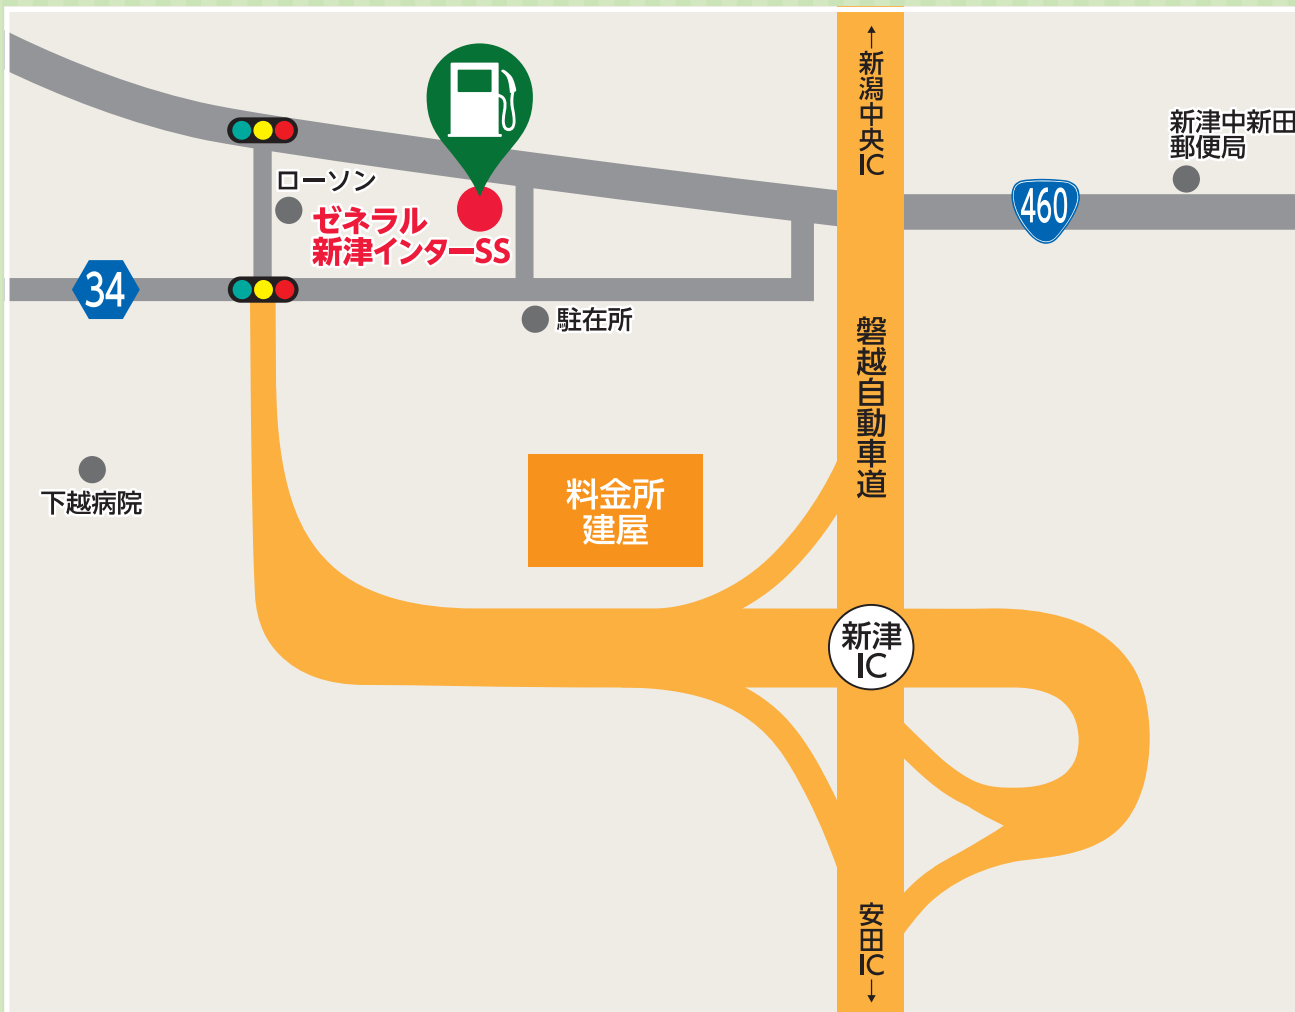 ↑新潟中央IC
新津中新田
郵便局
460
ローソン
ゼネラル
新津インターSS
34
駐在所
磐越自動車道
下越病院
料金所
建屋
新津
IC
安田IC↓